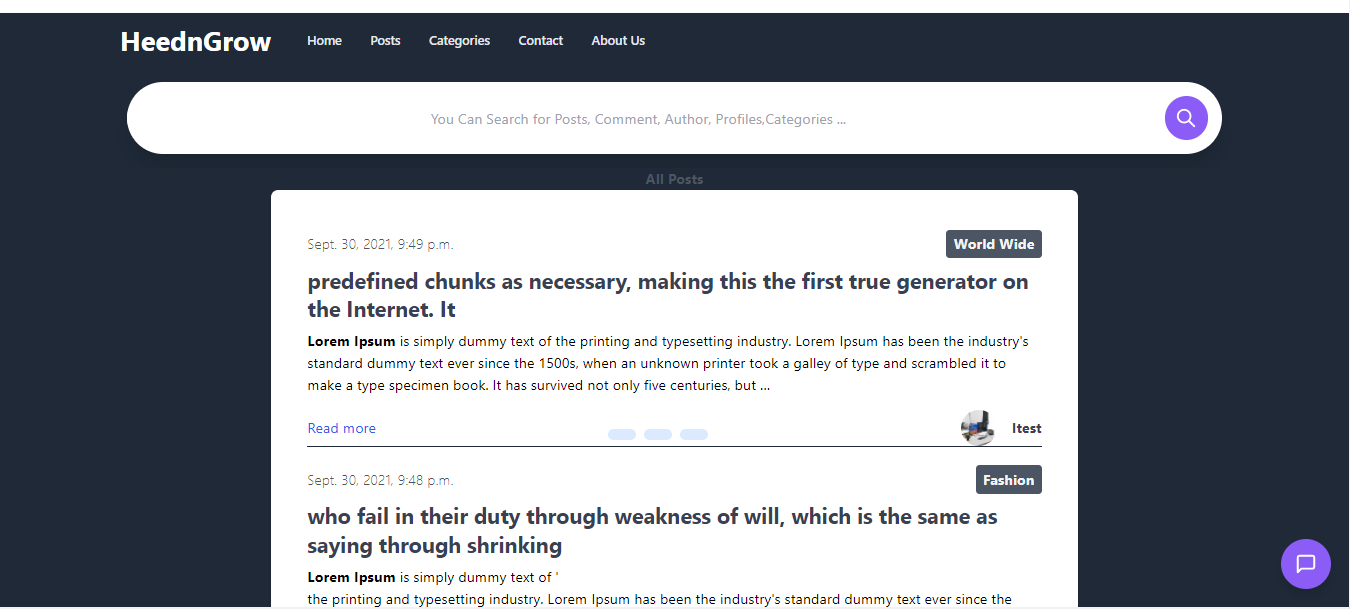 HeednGrow Home Posts Categories Contact About Us
You Can Search for Posts, Comment, Author, Profiles,Categories ...
All Posts
Sept. 30, 2021, 9:49 p.m. World Wide
predefined chunks as necessary, making this the first true generator on
the Internet. It
Lorem Ipsum is simply dummy text of the printing and typesetting industry. Lorem Ipsum has been the industry's
standard dummy text ever since the 1500s, when an unknown printer took a galley of type and scrambled it to
make a type specimen book. It has survived not only five centuries, but ...
Read more Itest
Sept. 30, 2021, 9:48 p.m. Fashion
who fail in their duty through weakness of will, which is the same as
saying through shrinking
Lorem Ipsum is simply dummy text of '
the printing and typesetting industry. Lorem Ipsum has been the industry's standard dummy text ever since the